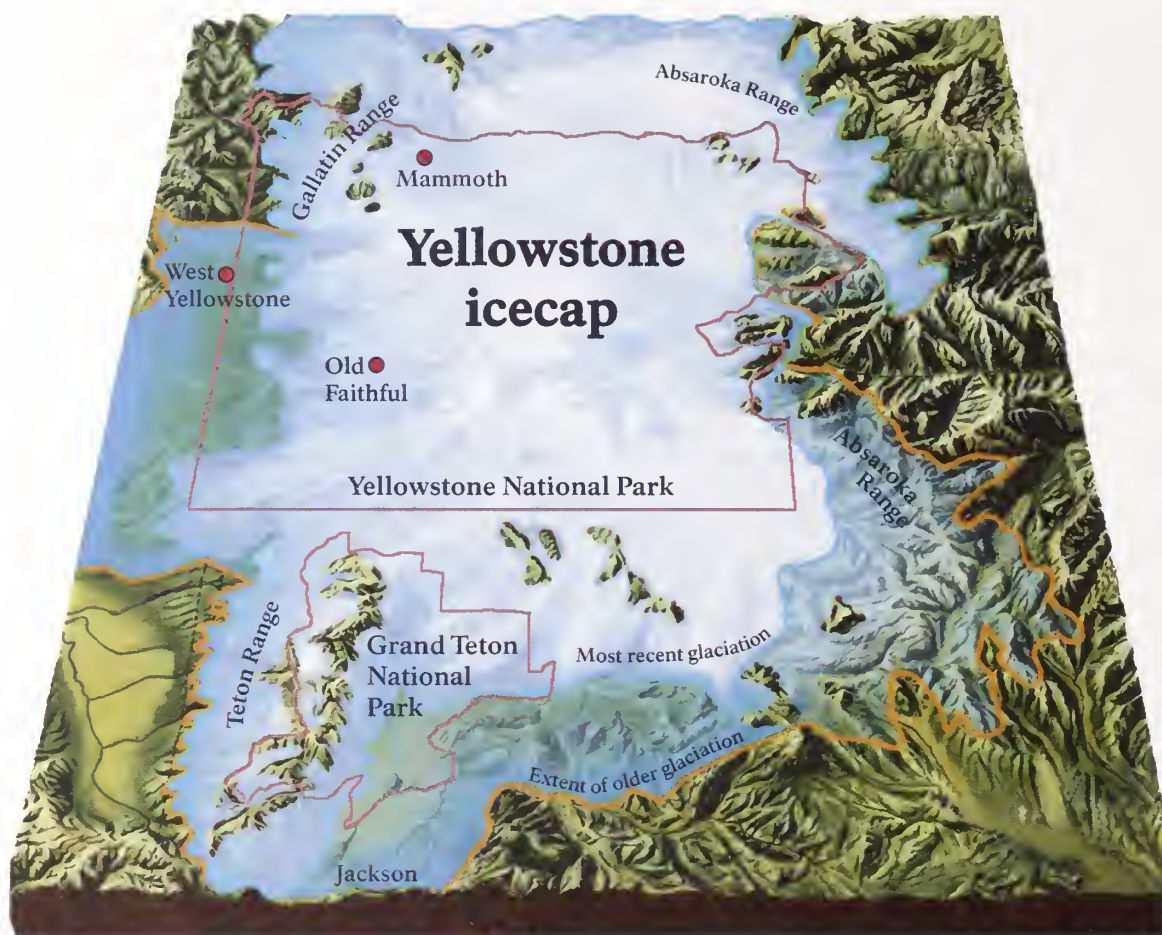 Absaroka Range
Gallatin Range
Mammoth
Yellowstone
icecap
West
Yellowstone
Old
Faithful
Absaroka
Range
Yellowstone National Park
Teton Range
Grand Teton
National
Park
Most recent glaciation
Extent of older glaciation
Jackson